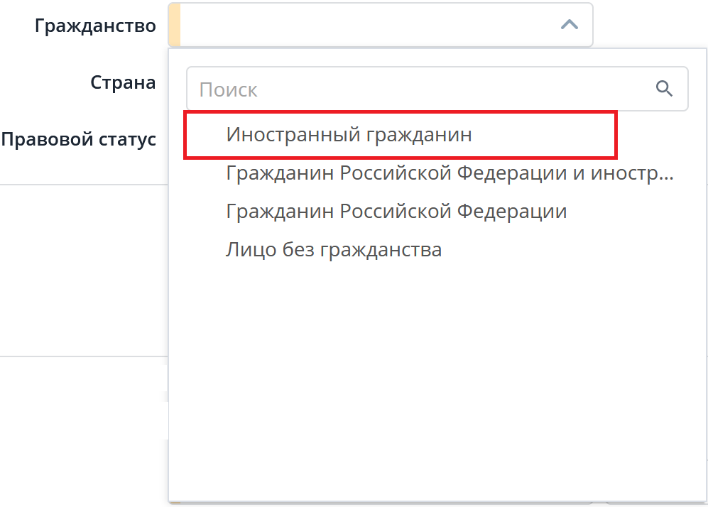 Гражданство
Страна
Поиск
Иностранный гражданин
Правовой статус
Гражданин Российской Федерации и иностр...
Гражданин Российской Федерации
Лицо без гражданства